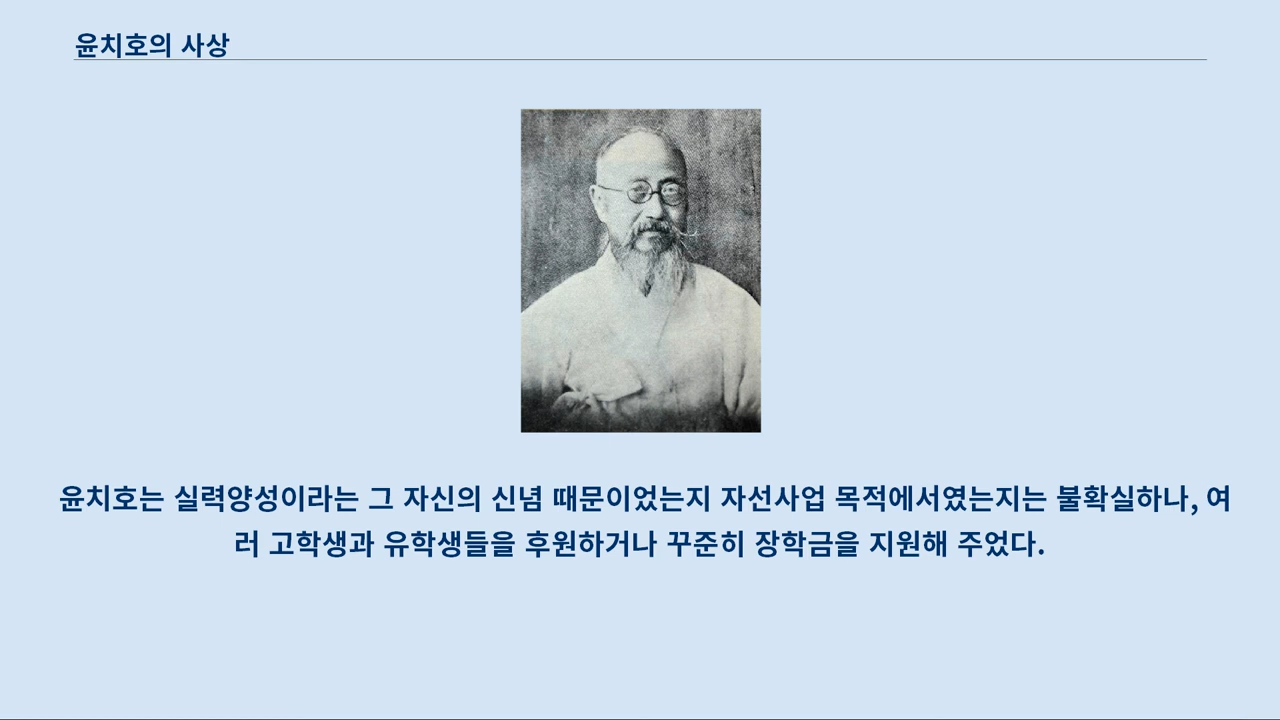 윤치호의 사상
윤치호는 실력양성이라는 그 자신의 신념 때문이었는지 자선사업 목적에서였는지는 불확실하나, 여
러 고학생과 유학생들을 후원하거나 꾸준히 장학금을 지원해 주었다.